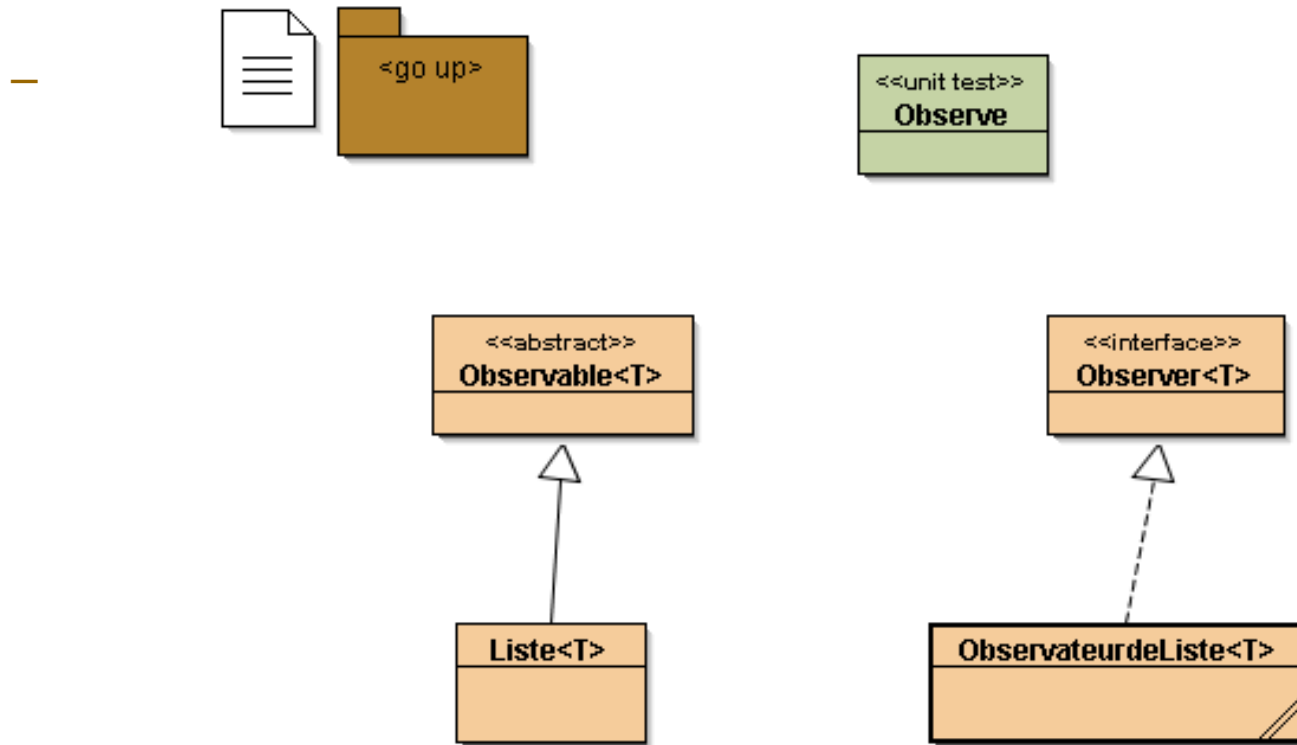 <go up>
<<unit test>>
Observe
<<abstract>>
Observable<T>
<<interface>>
Observer<T>
Liste<T>
ObservateurdeListe<T>